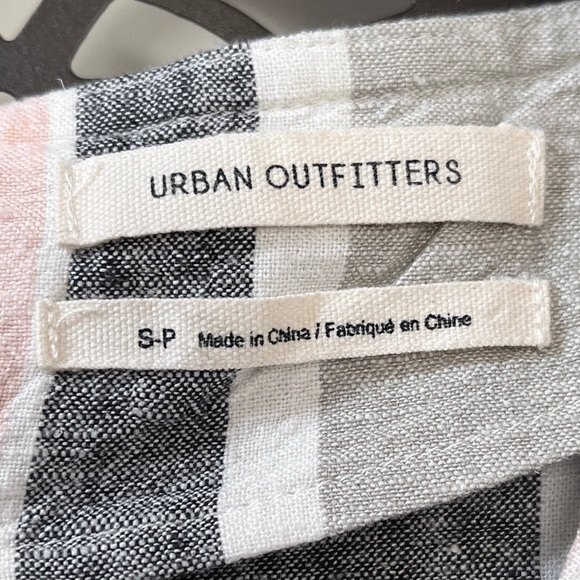 URBAN OUTFITTERS
S-P Made in China / Fabriqué en Chine